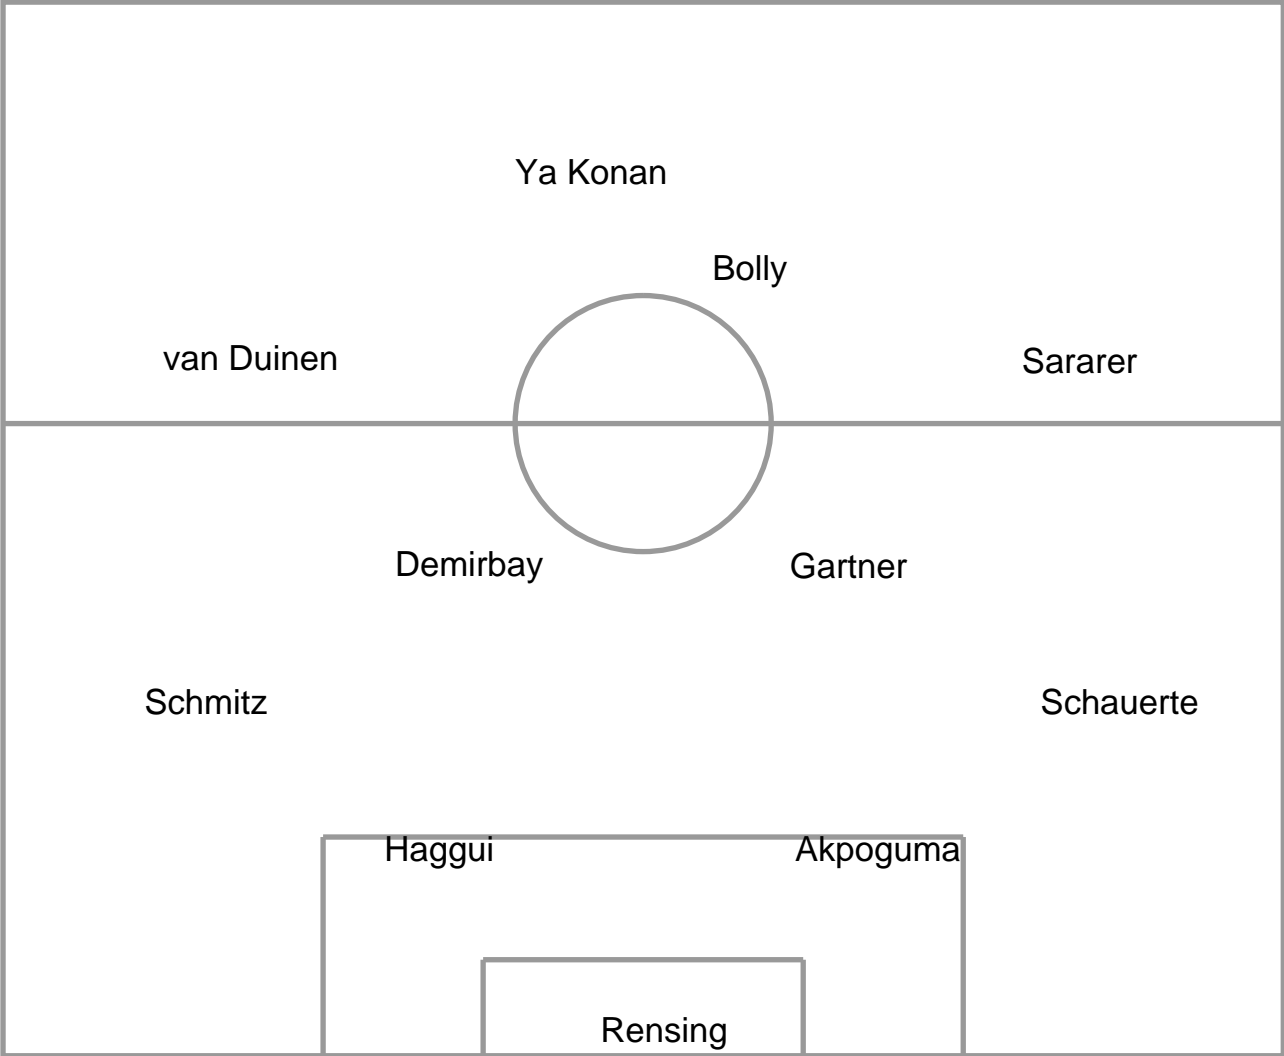 Ya Konan
Bolly
van Duinen
Sararer
Demirbay
Gartner
Schmitz
Schauerte
Haggui
Akpoguma
Rensing